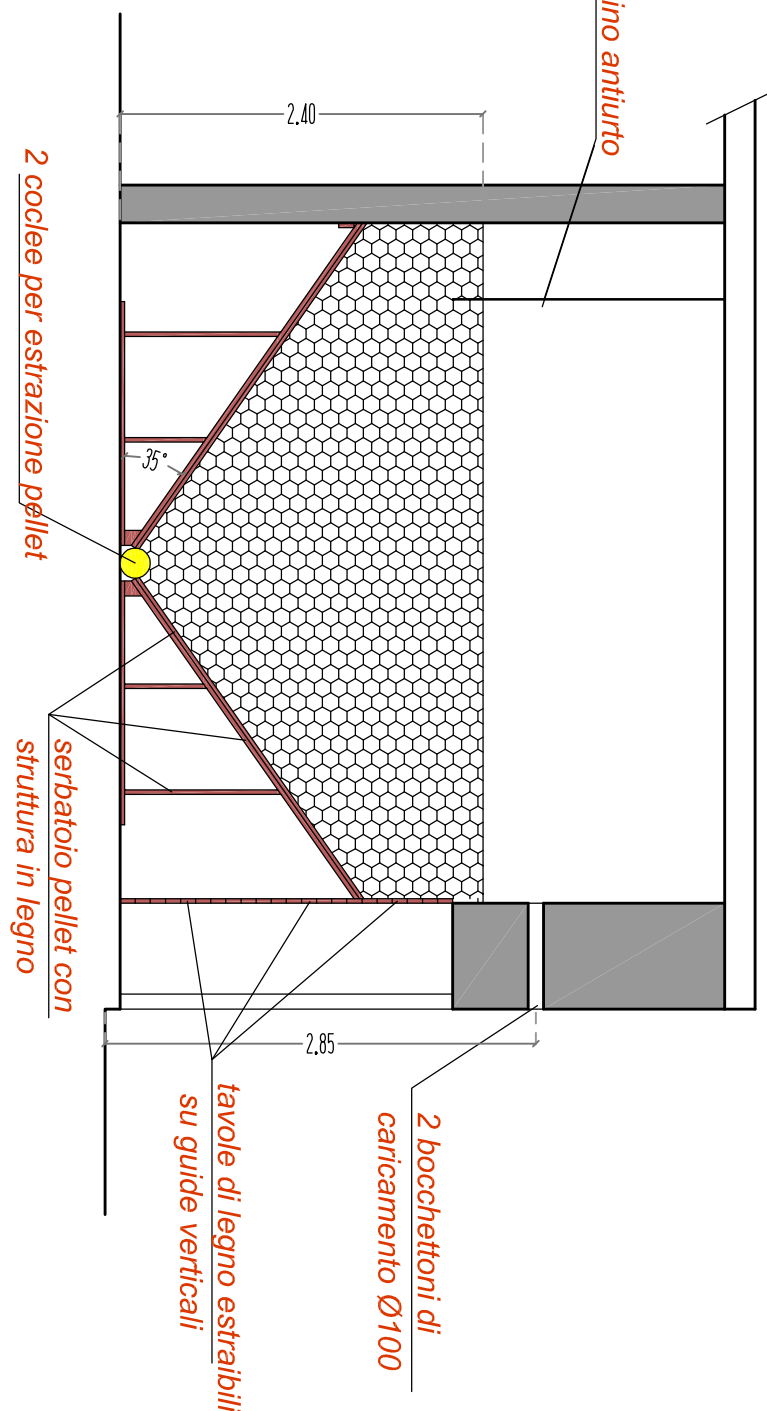 ino antiurto
2.40
2 coclee per estrazione pellet
35°
serbatoio pellet con
struttura in legno
2.85
2 bocchettoni di
caricamento Ø100
tavole di legno estraibili
su guide verticali